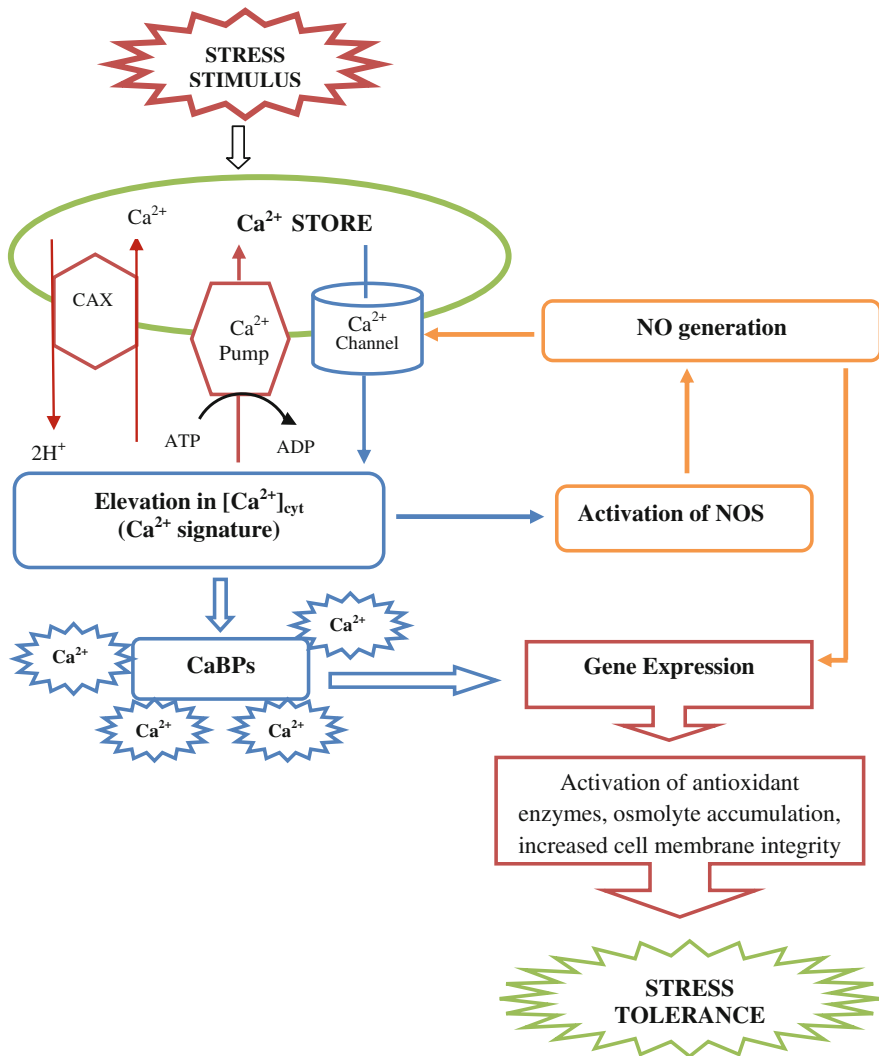 STRESS
STIMULUS
Ca²⁺
Ca²⁺ STORE
CAX
Ca²⁺
Pump
Ca²⁺
Channel
NO generation
2H⁺
ATP
ADP
Elevation in [Ca²⁺]cyt
(Ca²⁺ signature)
Activation of NOS
Ca²⁺
Ca²⁺
CaBPs
Ca²⁺
Ca²⁺
Gene Expression
Activation of antioxidant
enzymes, osmolyte accumulation,
increased cell membrane integrity
STRESS
TOLERANCE